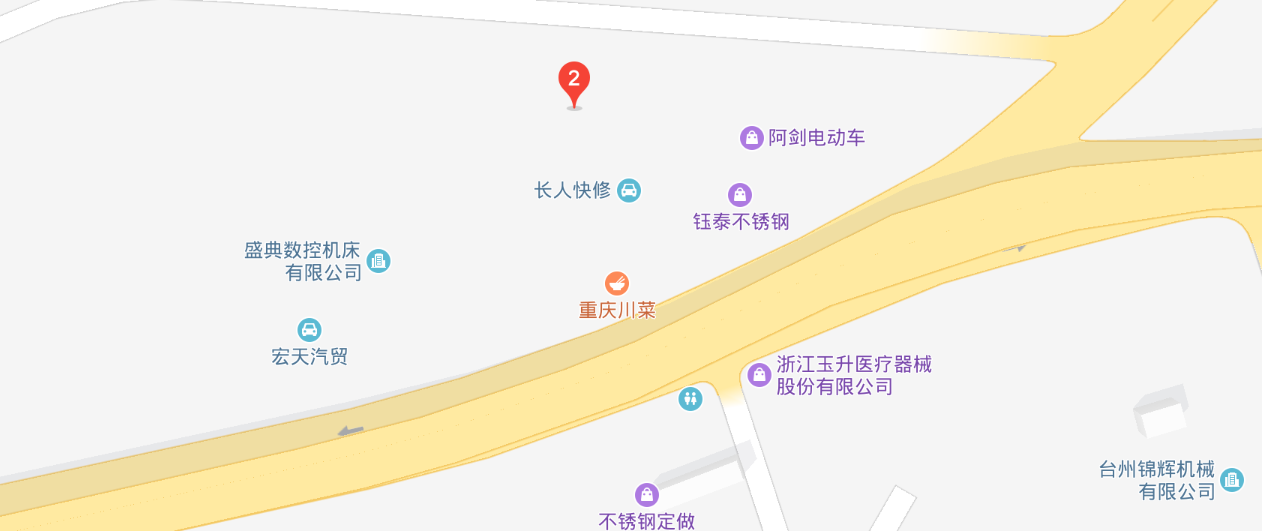 2
阿剑电动车
长人快修
钰泰不锈钢
盛典数控机床
有限公司
重庆川菜
宏天汽贸
浙江玉升医疗器械
股份有限公司
台州锦辉机械
有限公司
不锈钢定做